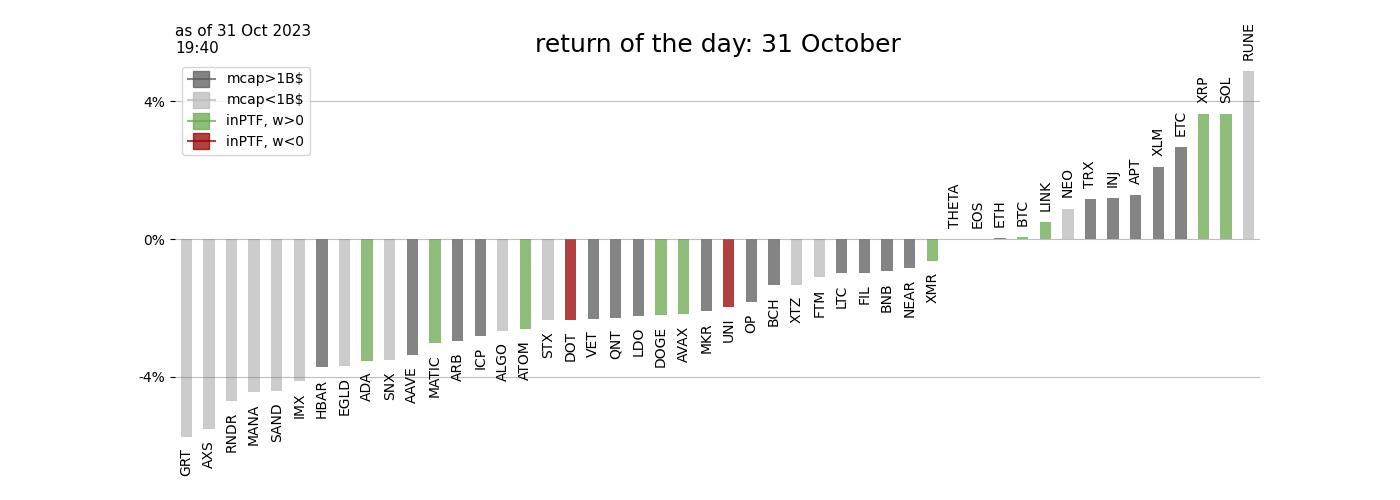 as of 31 Oct 2023
19:40
return of the day: 31 October
mcap>1B$
mcap<1B$
inPTF, w>0
inPTF, w<0
4%
0%
-4%
GRT
AXS
RNDR
MANA
SAND
IMX
HBAR
EGLD
ADA
SNX
AAVE
MATIC
ARB
ICP
ALGO
ATOM
STX
DOT
VET
QNT
LDO
DOGE
AVAX
MKR
UNI
OP
BCH
XTZ
FTM
LTC
FIL
BNB
NEAR
XMR
THETA
EOS
ETH
BTC
LINK
NEO
TRX
INJ
APT
XLM
ETC
XRP
SOL
RUNE